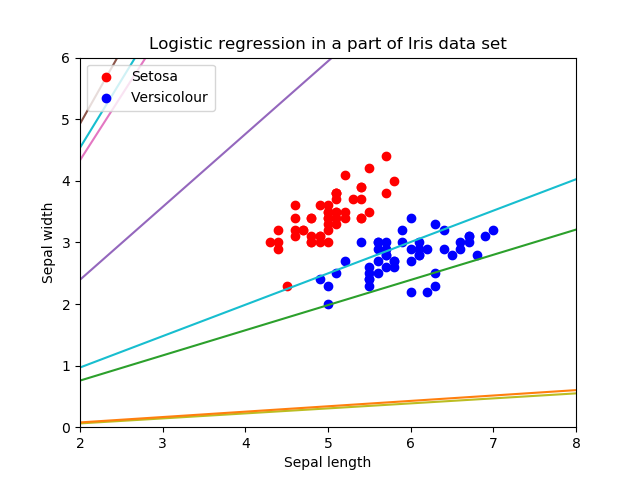 Logistic regression in a part of Iris data set
6
5
4
3
2
1
0
Sepal width
Setosa
Versicolour
2 3 4 5 6 7 8
Sepal length